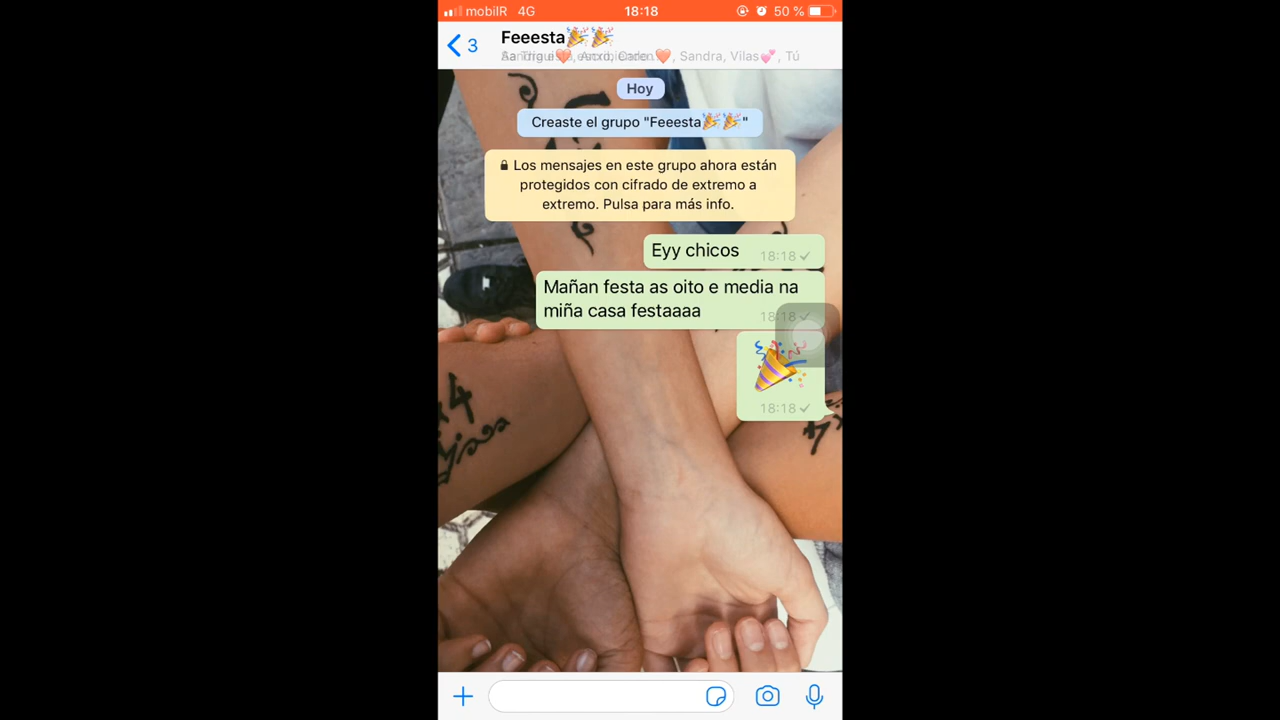 mobilR 4G 18:18 50 %
3
Feeesta🎉🎉
, Sandra, Vilas💕, Tú
Hoy
Creaste el grupo "Feeesta🎉🎉"
Los mensajes en este grupo ahora están
protegidos con cifrado de extremo a
extremo. Pulsa para más info.
Eyy chicos
18:18
Mañan festa as oito e media na
miña casa festaaaa
18:18
🎉
18:18